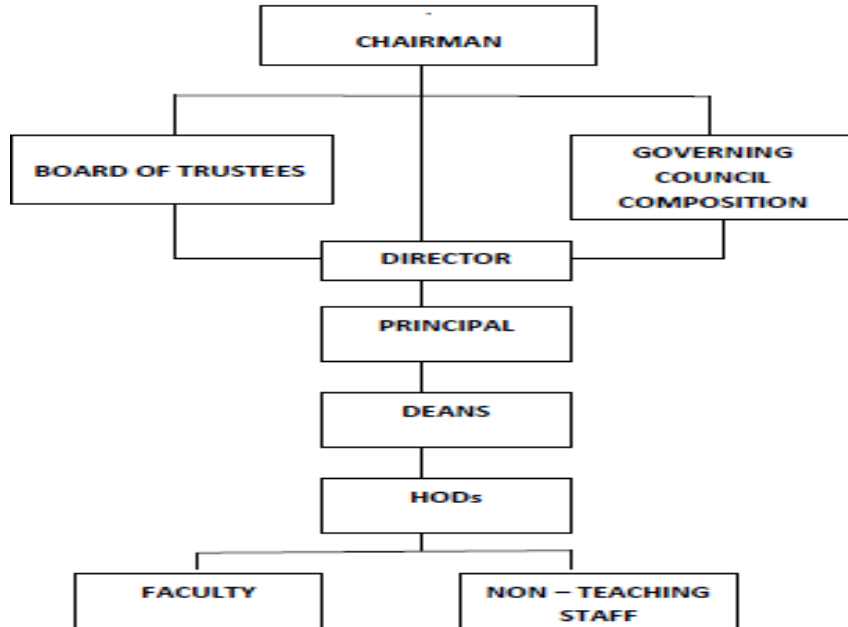 CHAIRMAN
BOARD OF TRUSTEES
GOVERNING
COUNCIL
COMPOSITION
DIRECTOR
PRINCIPAL
DEANS
HODs
FACULTY
NON – TEACHING
STAFF